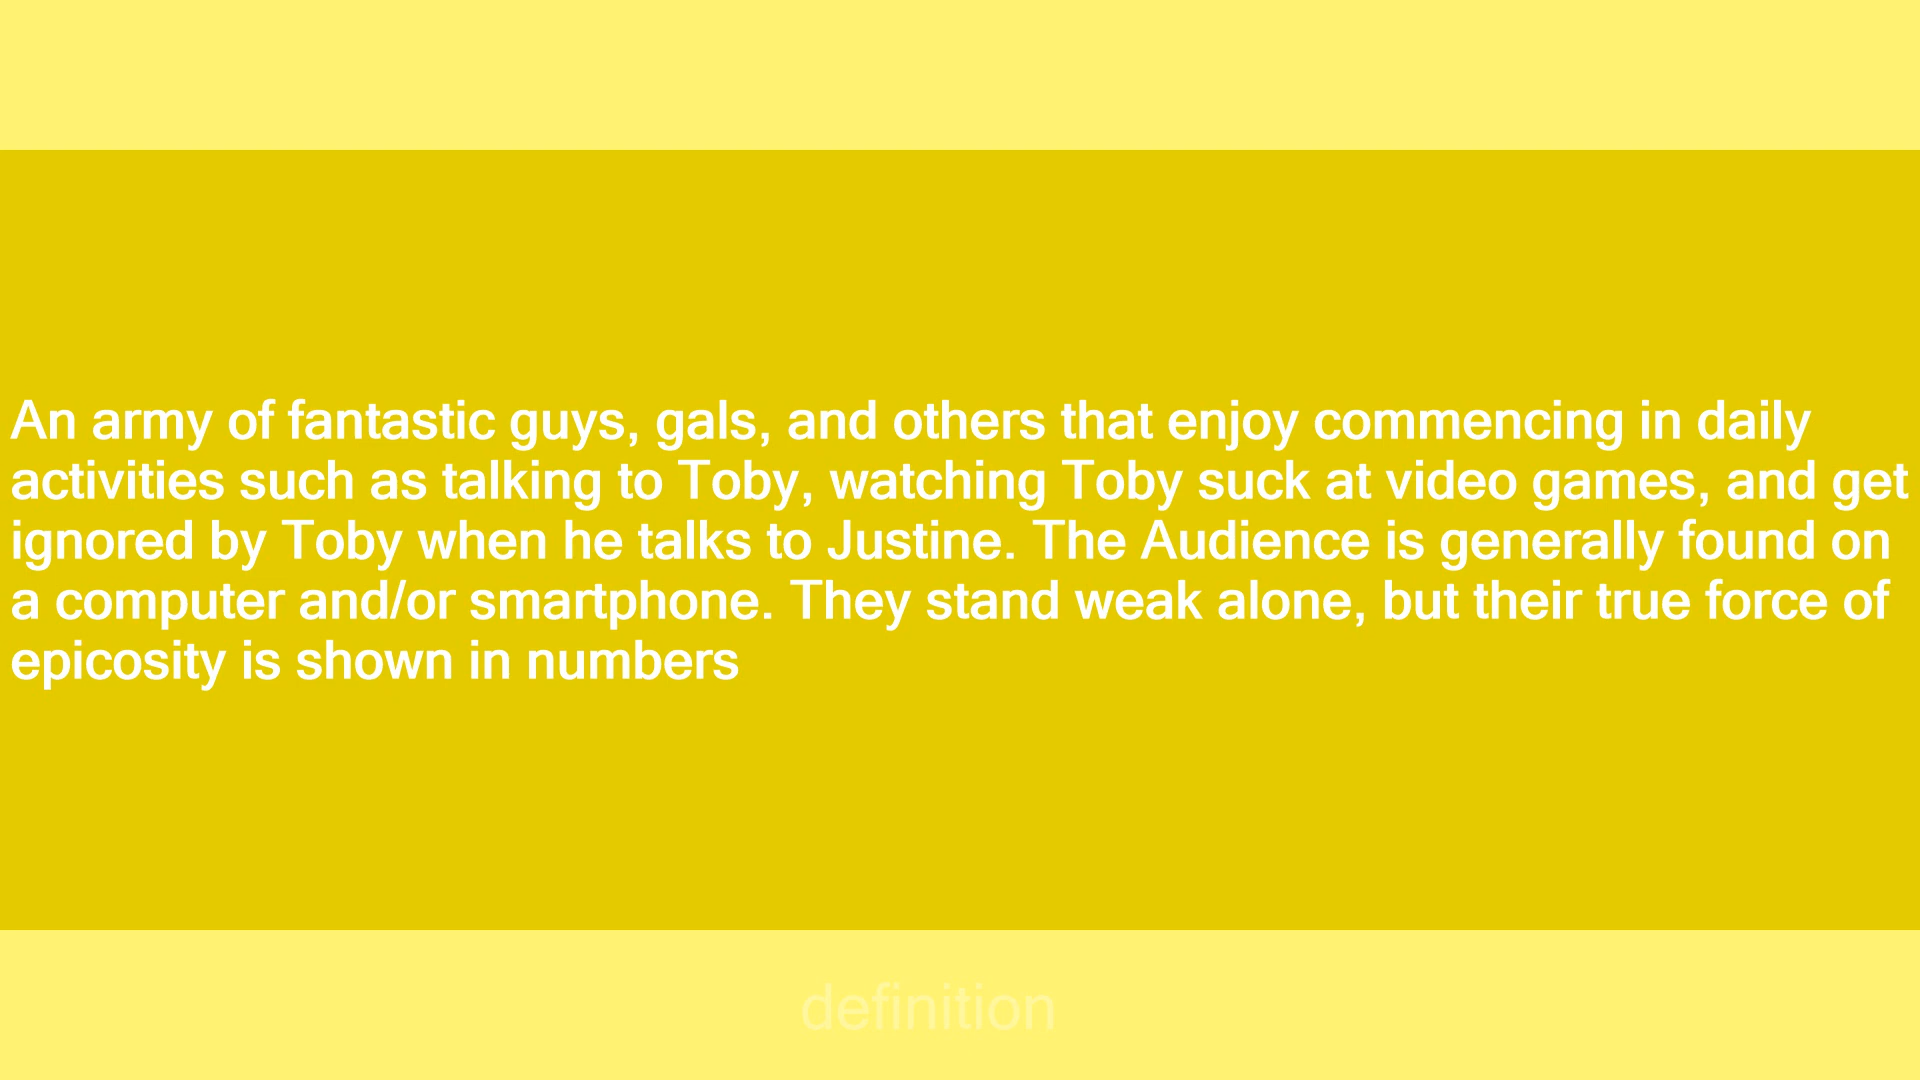 An army of fantastic guys, gals, and others that enjoy commencing in daily
activities such as talking to Toby, watching Toby suck at video games, and get
ignored by Toby when he talks to Justine. The Audience is generally found on
a computer and/or smartphone. They stand weak alone, but their true force of
epicosity is shown in numbers
definition